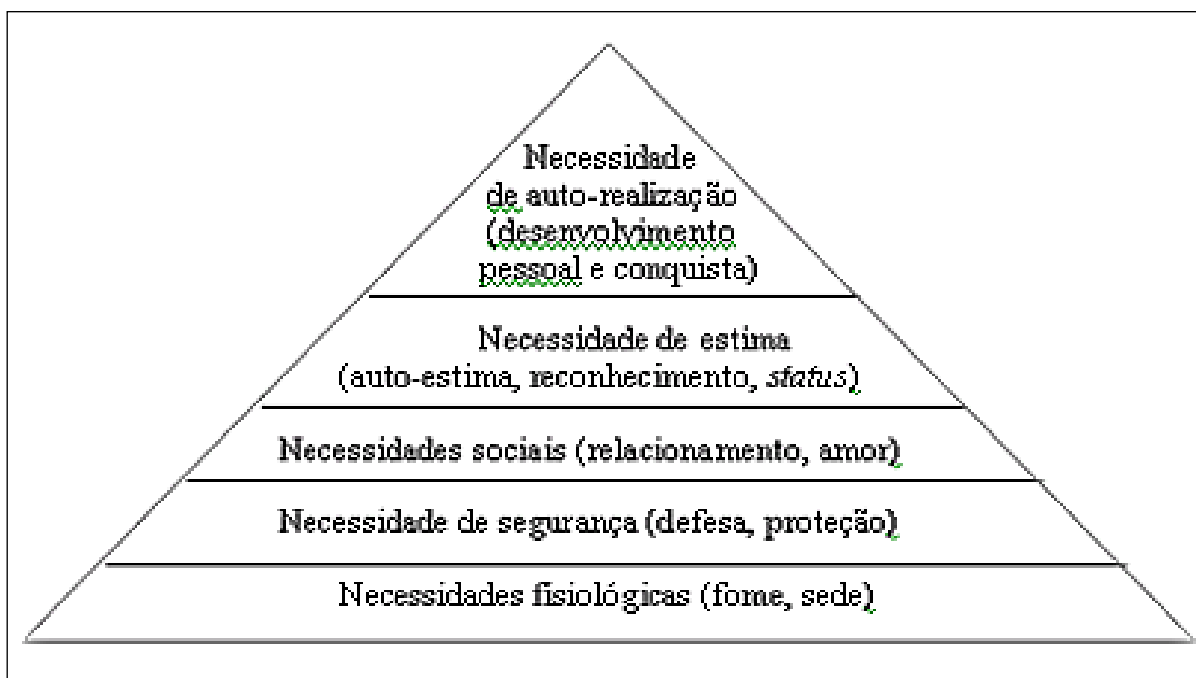 Necessidade
de auto-realização
(desenvolvimento
pessoal e conquista)
Necessidade de estima
(auto-estima, reconhecimento, status)
Necessidades sociais (relacionamento, amor)
Necessidade de segurança (defesa, proteção)
Necessidades fisiológicas (fome, sede)